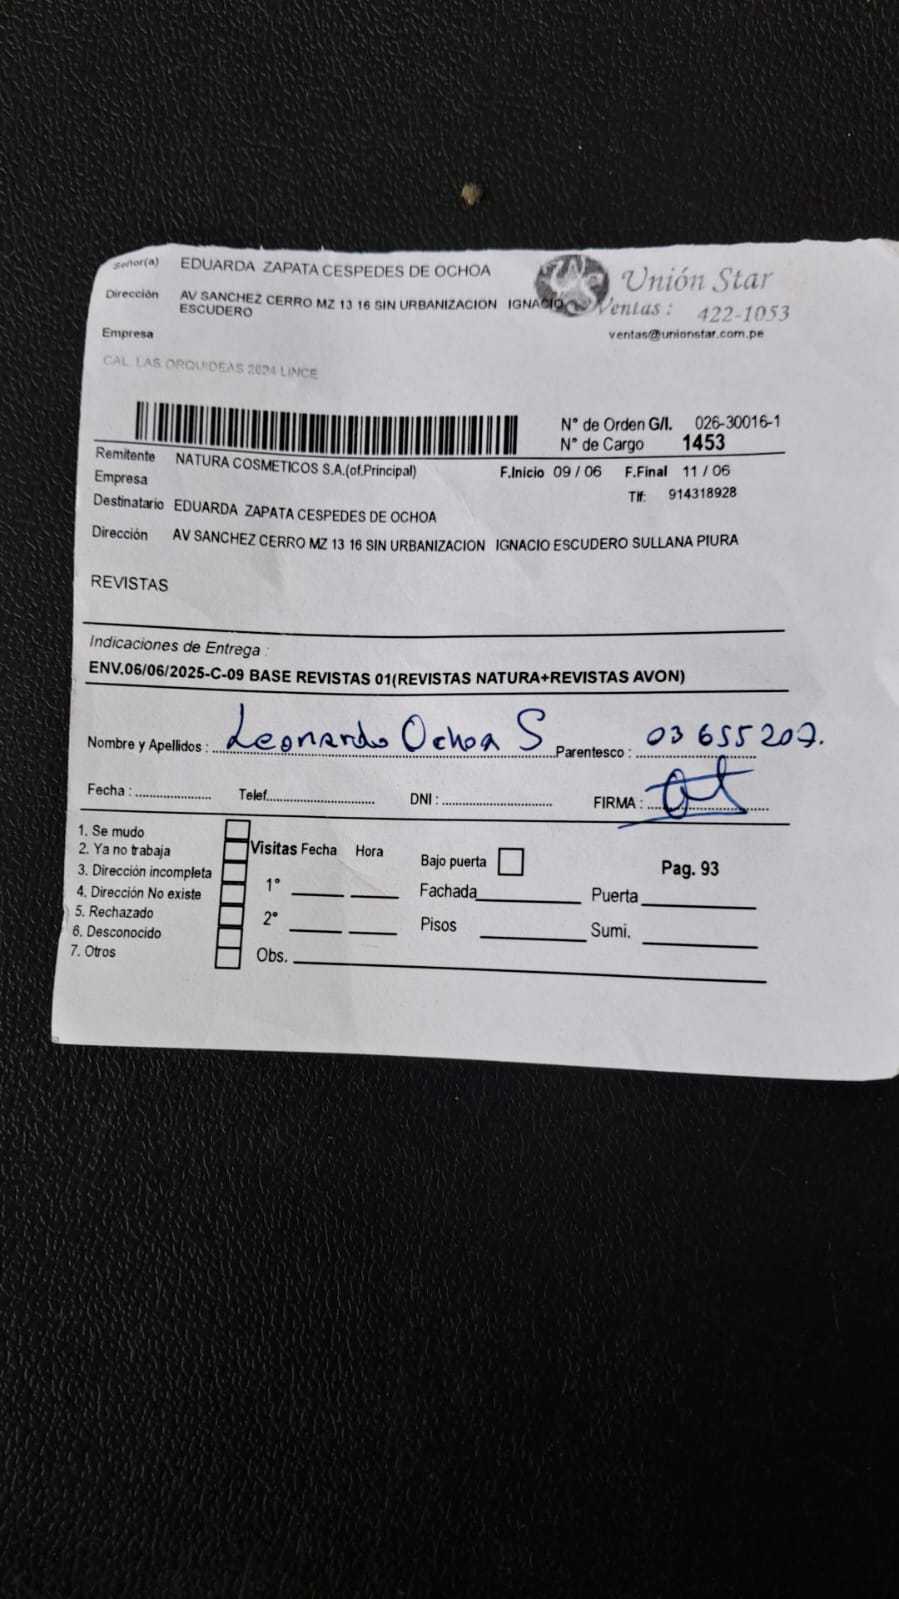 Señor(a) EDUARDA ZAPATA CESPEDES DE OCHOA
Unión Star
Dirección AV SANCHEZ CERRO MZ 13 16 SIN URBANIZACION IGNACIO
ESCUDERO
Ventas : 422-1053
Empresa
ventas@unionstar.com.pe
CAL. LAS ORQUIDEAS 2024 LINCE
N° de Orden G/I. 026-30016-1
N° de Cargo 1453
Remitente NATURA COSMETICOS S.A.(of.Principal)
F.Inicio 09 / 06 F.Final 11 / 06
Empresa
Tlf: 914318928
Destinatario EDUARDA ZAPATA CESPEDES DE OCHOA
Dirección AV SANCHEZ CERRO MZ 13 16 SIN URBANIZACION IGNACIO ESCUDERO SULLANA PIURA
REVISTAS
Indicaciones de Entrega :
ENV.06/06/2025-C-09 BASE REVISTAS 01(REVISTAS NATURA+REVISTAS AVON)
Nombre y Apellidos : Leonardo Ochoa S Parentesco : 03655207.
Fecha : Telef. DNI : FIRMA :
1. Se mudo
2. Ya no trabaja
3. Dirección incompleta
4. Dirección No existe
5. Rechazado
6. Desconocido
7. Otros
Visitas Fecha Hora
1°
2°
Obs.
Bajo puerta
Pag. 93
Fachada Puerta
Pisos Sumi.